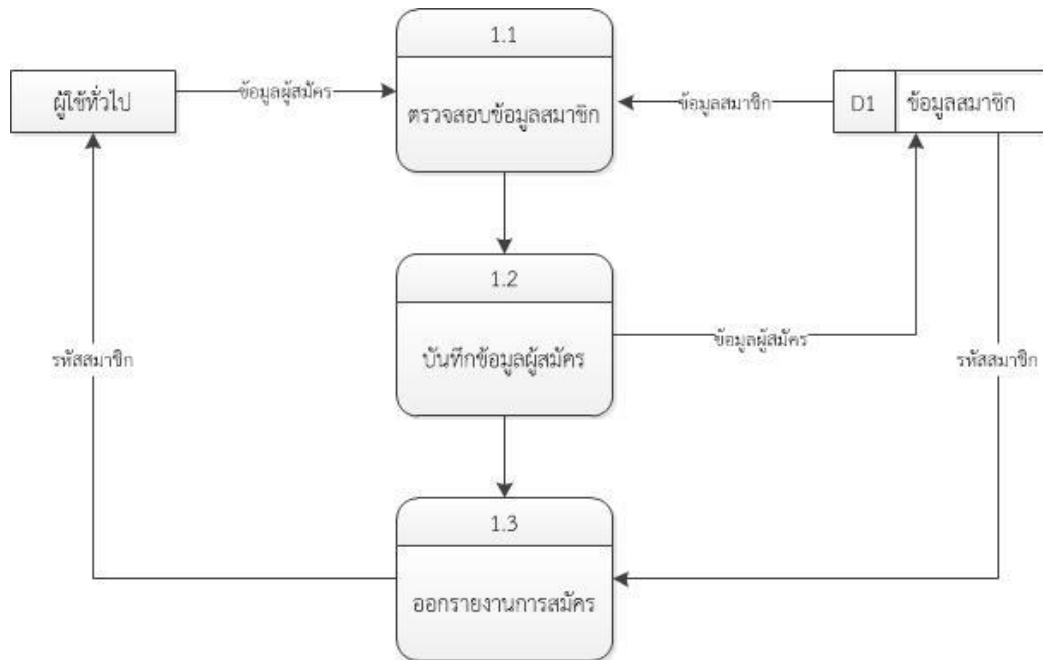 1.1
ผู้ใช้ทั่วไป
ข้อมูลผู้สมัคร
ตรวจสอบข้อมูลสมาชิก
ข้อมูลสมาชิก
D1
ข้อมูลสมาชิก
1.2
บันทึกข้อมูลผู้สมัคร
ข้อมูลผู้สมัคร
รหัสสมาชิก
รหัสสมาชิก
1.3
ออกรายงานการสมัคร